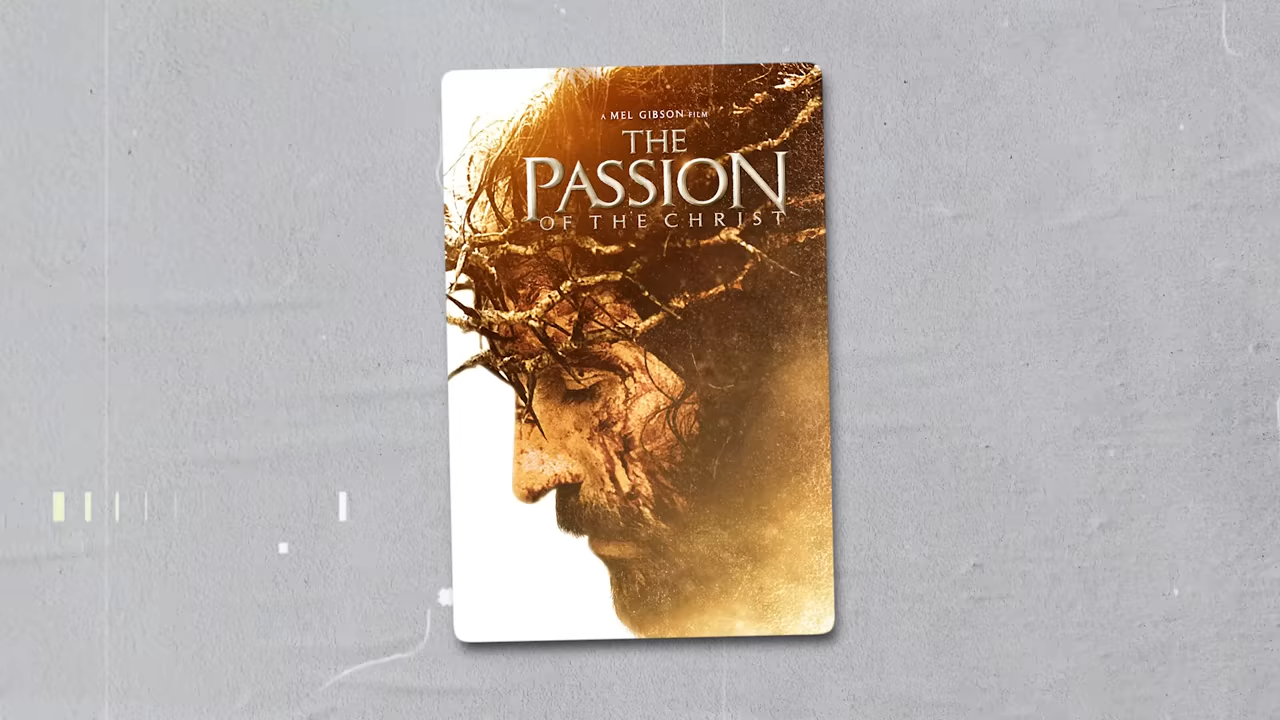 A MEL GIBSON FILM
THE
PASSION
OF THE CHRIST